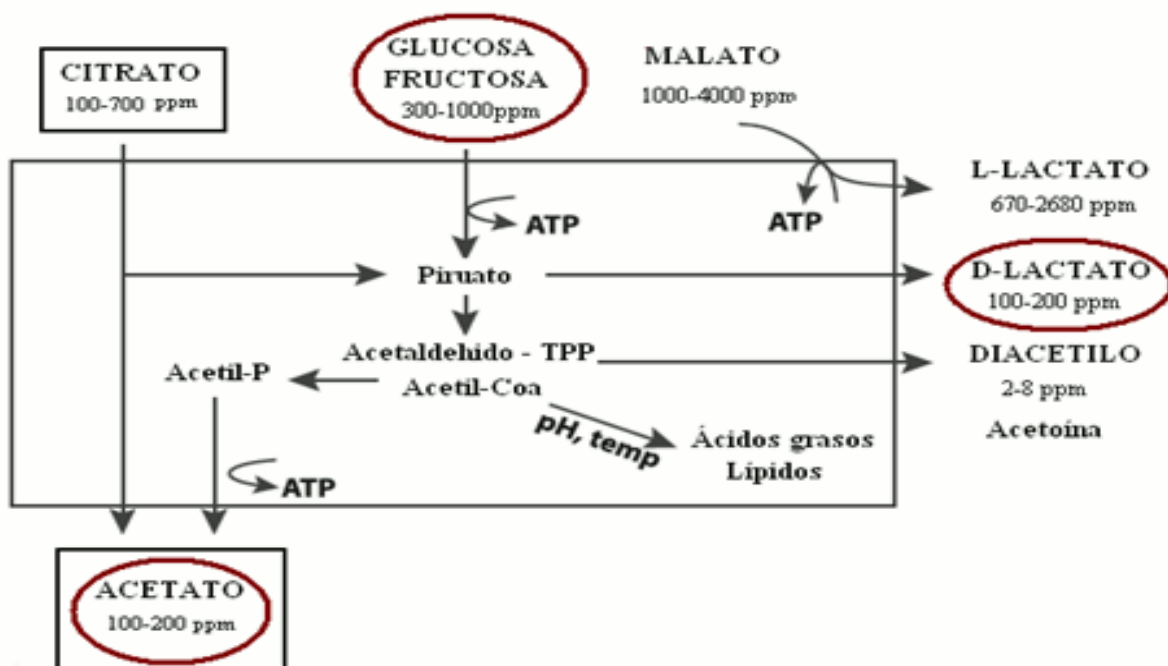 CITRATO
100-700 ppm
GLUCOSA
FRUCTOSA
300-1000ppm
MALATO
1000-4000 ppm
L-LACTATO
670-2680 ppm
ATP
ATP
Piruato
D-LACTATO
100-200 ppm
Acetaldehido - TPP
Acetil-Coa
Acetil-P
DIACETILO
2-8 ppm
Acetoína
pH, temp
Ácidos grasos
Lípidos
ATP
ACETATO
100-200 ppm